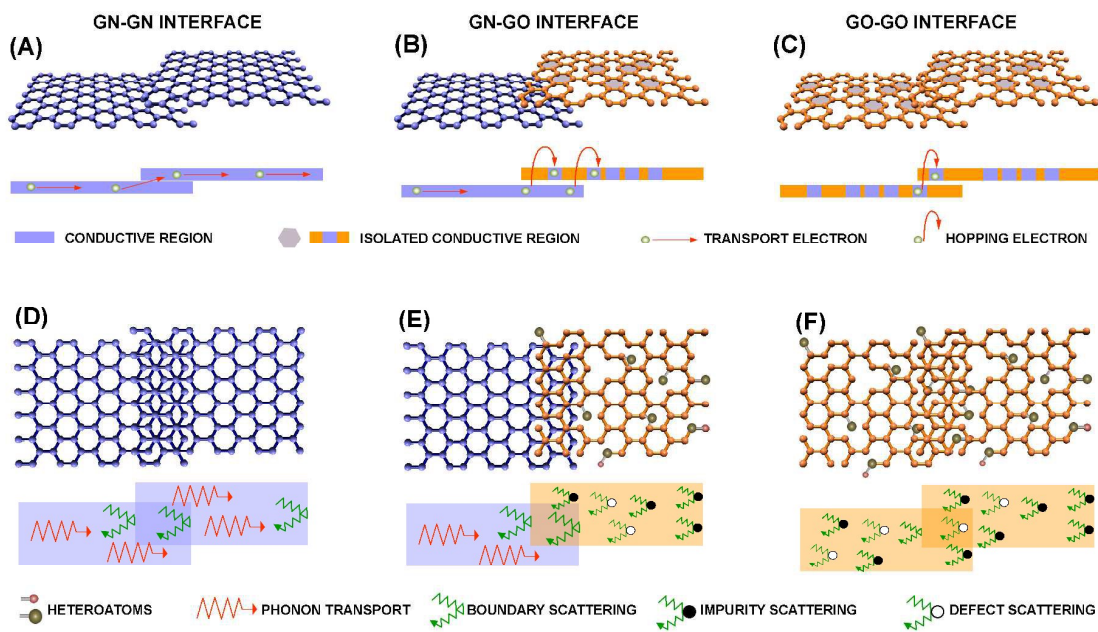 GN-GN INTERFACE
GN-GO INTERFACE
GO-GO INTERFACE
(A)
(B)
(C)
CONDUCTIVE REGION
ISOLATED CONDUCTIVE REGION
TRANSPORT ELECTRON
HOPPING ELECTRON
(D)
(E)
(F)
HETEROATOMS
PHONON TRANSPORT
BOUNDARY SCATTERING
IMPURITY SCATTERING
DEFECT SCATTERING